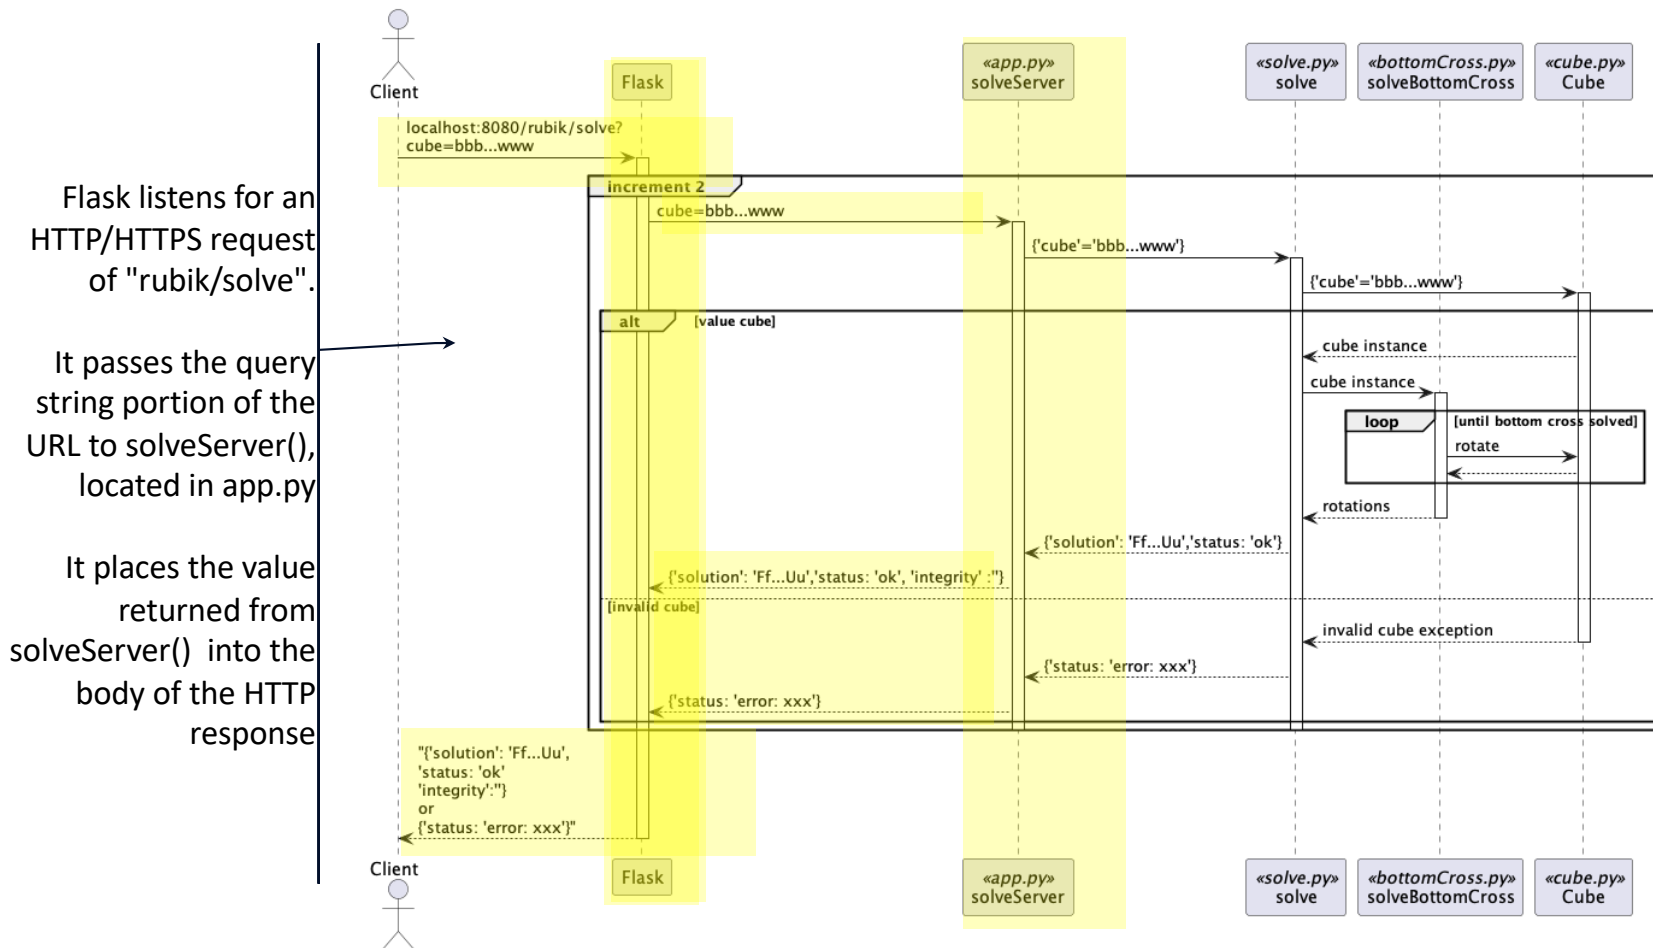 Client
Flask
«app.py»
solveServer
«solve.py»
solve
«bottomCross.py»
solveBottomCross
«cube.py»
Cube
localhost:8080/rubik/solve?
cube=bbb...www
increment 2
cube=bbb...www
{'cube'='bbb...www'}
{'cube'='bbb...www'}
alt [value cube]
cube instance
cube instance
loop [until bottom cross solved]
rotate
rotations
{'solution': 'Ff...Uu','status: 'ok'}
{'solution': 'Ff...Uu','status: 'ok', 'integrity' :''}
[invalid cube]
invalid cube exception
{'status: 'error: xxx'}
{'status: 'error: xxx'}
"{'solution': 'Ff...Uu',
'status: 'ok'
'integrity':''}
or
{'status: 'error: xxx'}"
Client
Flask
«app.py»
solveServer
«solve.py»
solve
«bottomCross.py»
solveBottomCross
«cube.py»
Cube
Flask listens for an
HTTP/HTTPS request
of "rubik/solve".
It passes the query
string portion of the
URL to solveServer(),
located in app.py
It places the value
returned from
solveServer() into the
body of the HTTP
response